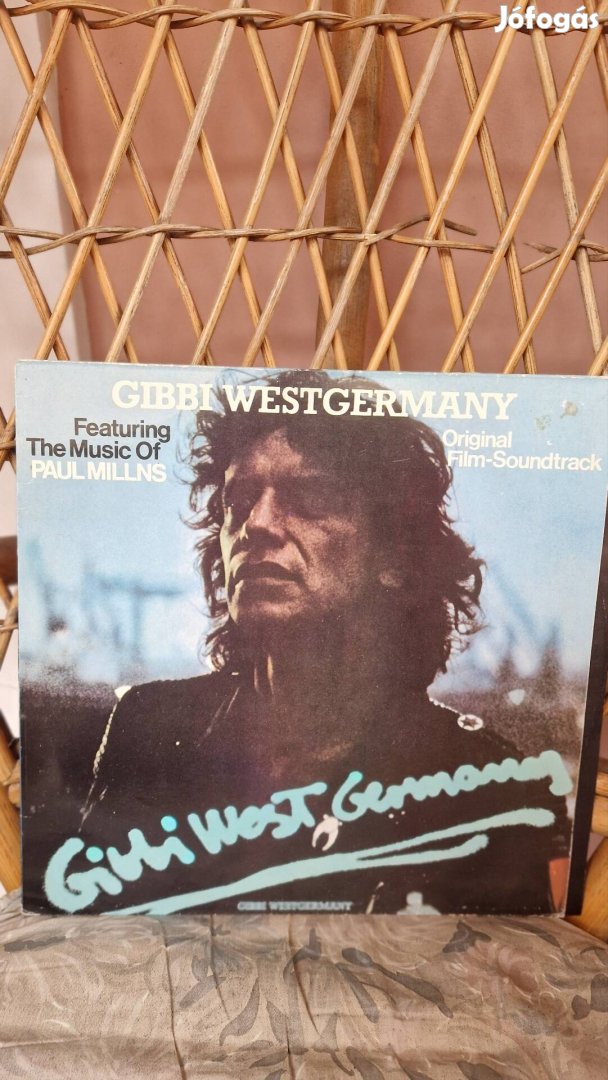 Jófogás
GIBBI WESTGERMANY
Featuring
The Music Of
PAUL MILLNS
Original
Film-Soundtrack
Gibbi West Germany
GIBBI WESTGERMANY